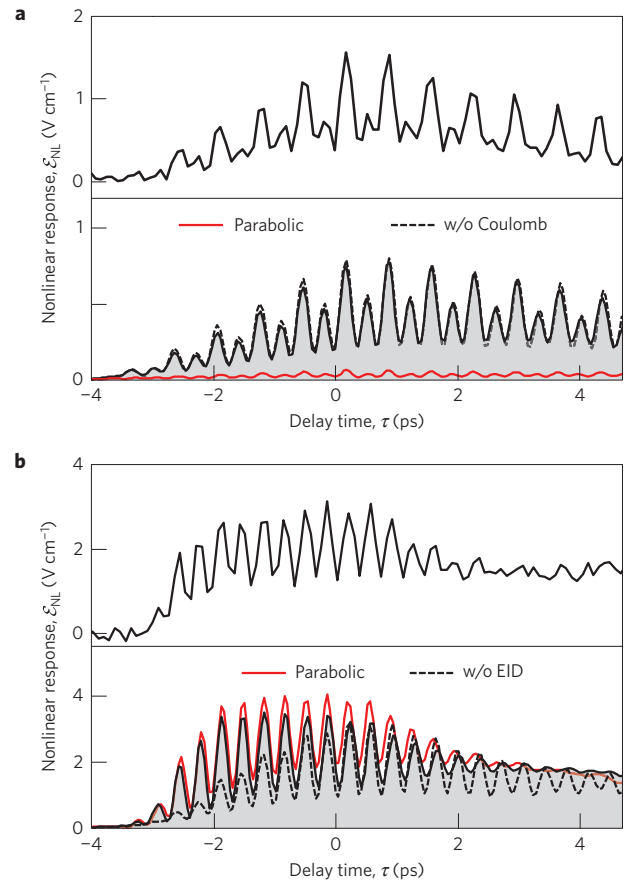 a
2
1
0
Nonlinear response, ℰNL (V cm⁻¹)
Parabolic
w/o Coulomb
1
0
−4
−2
0
2
4
Delay time, τ (ps)
b
4
2
0
Nonlinear response, ℰNL (V cm⁻¹)
Parabolic
w/o EID
4
2
0
−4
−2
0
2
4
Delay time, τ (ps)